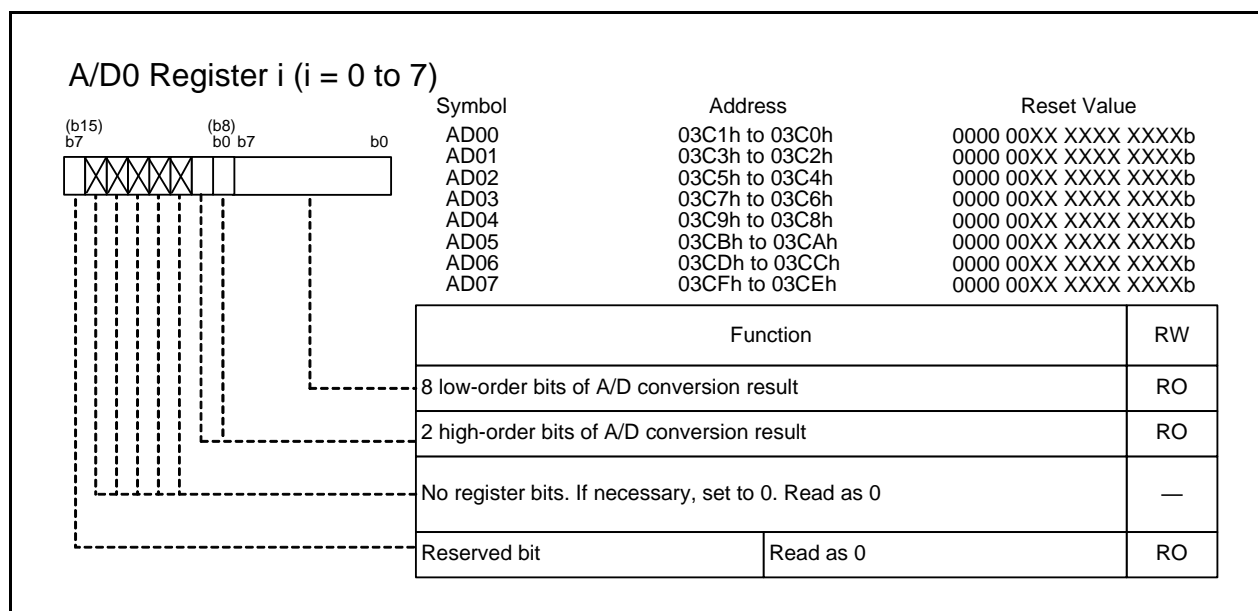 A/D0 Register i (i = 0 to 7)
Symbol Address Reset Value
(b15) (b8)
b7 b0 b7 b0
AD00 03C1h to 03C0h 0000 00XX XXXX XXXXb
AD01 03C3h to 03C2h 0000 00XX XXXX XXXXb
AD02 03C5h to 03C4h 0000 00XX XXXX XXXXb
AD03 03C7h to 03C6h 0000 00XX XXXX XXXXb
AD04 03C9h to 03C8h 0000 00XX XXXX XXXXb
AD05 03CBh to 03CAh 0000 00XX XXXX XXXXb
AD06 03CDh to 03CCh 0000 00XX XXXX XXXXb
AD07 03CFh to 03CEh 0000 00XX XXXX XXXXb
Function RW
8 low-order bits of A/D conversion result RO
2 high-order bits of A/D conversion result RO
No register bits. If necessary, set to 0. Read as 0 —
Reserved bit Read as 0 RO